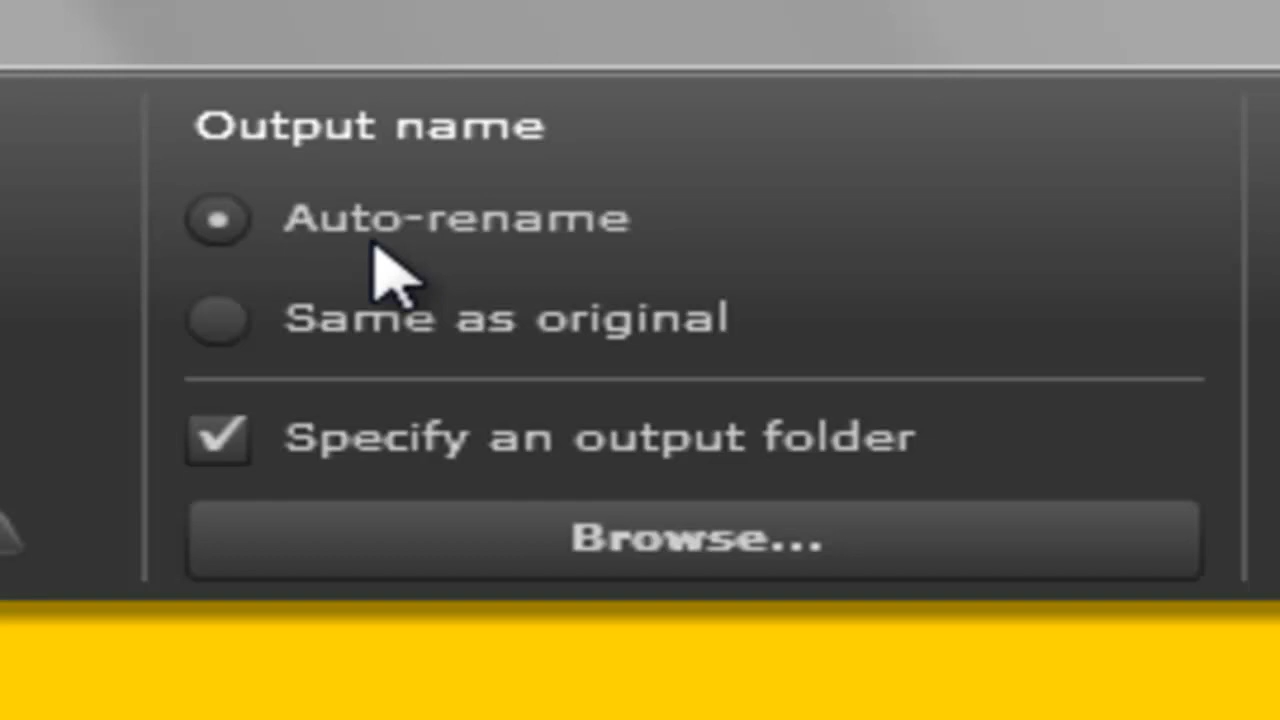 Output name
Auto-rename
Same as original
Specify an output folder
Browse...